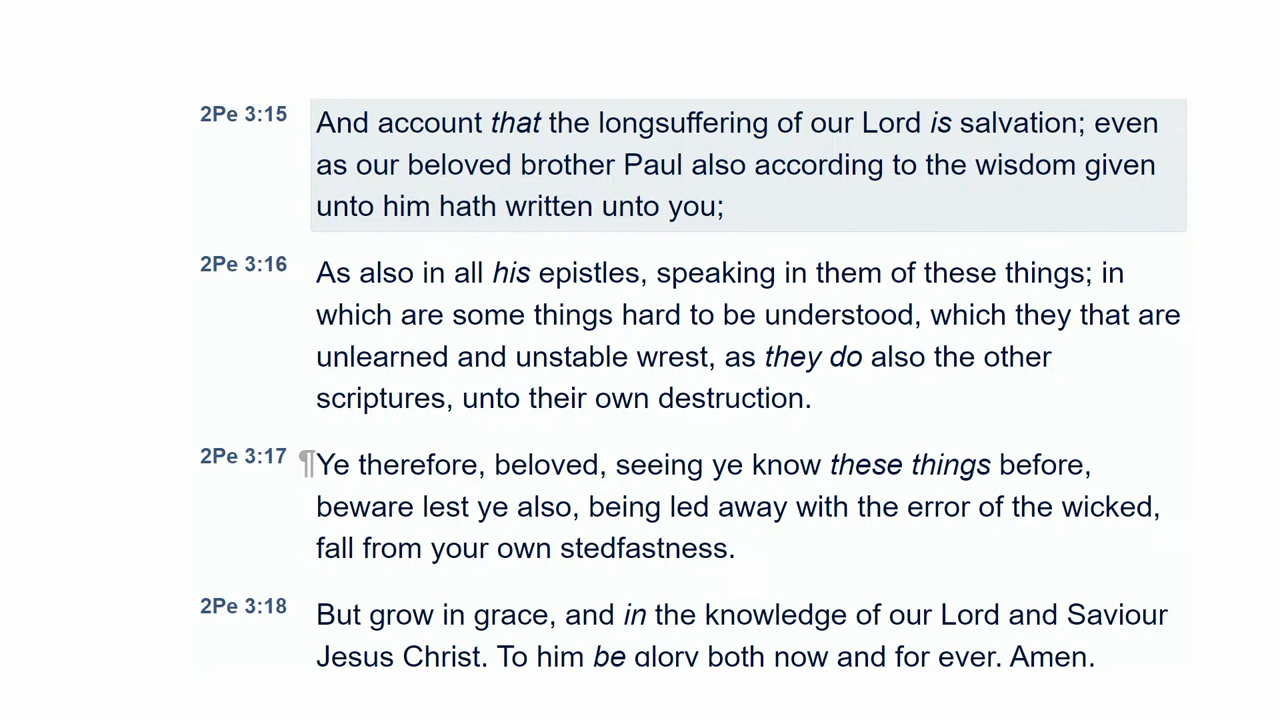 2Pe 3:15 And account that the longsuffering of our Lord is salvation; even
as our beloved brother Paul also according to the wisdom given
unto him hath written unto you;
2Pe 3:16 As also in all his epistles, speaking in them of these things; in
which are some things hard to be understood, which they that are
unlearned and unstable wrest, as they do also the other
scriptures, unto their own destruction.
2Pe 3:17 ¶Ye therefore, beloved, seeing ye know these things before,
beware lest ye also, being led away with the error of the wicked,
fall from your own stedfastness.
2Pe 3:18 But grow in grace, and in the knowledge of our Lord and Saviour
Jesus Christ. To him be glory both now and for ever. Amen.